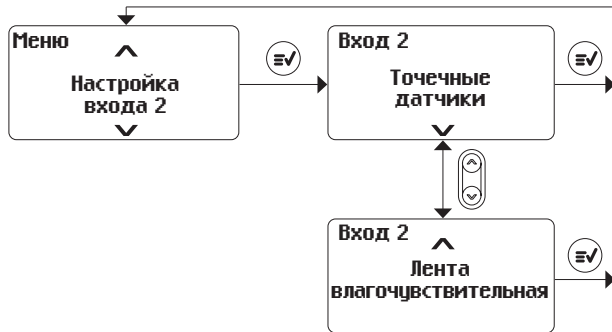 Меню
Настройка
входа 2
Вход 2
Точечные
датчики
Вход 2
Лента
влагочувствительная